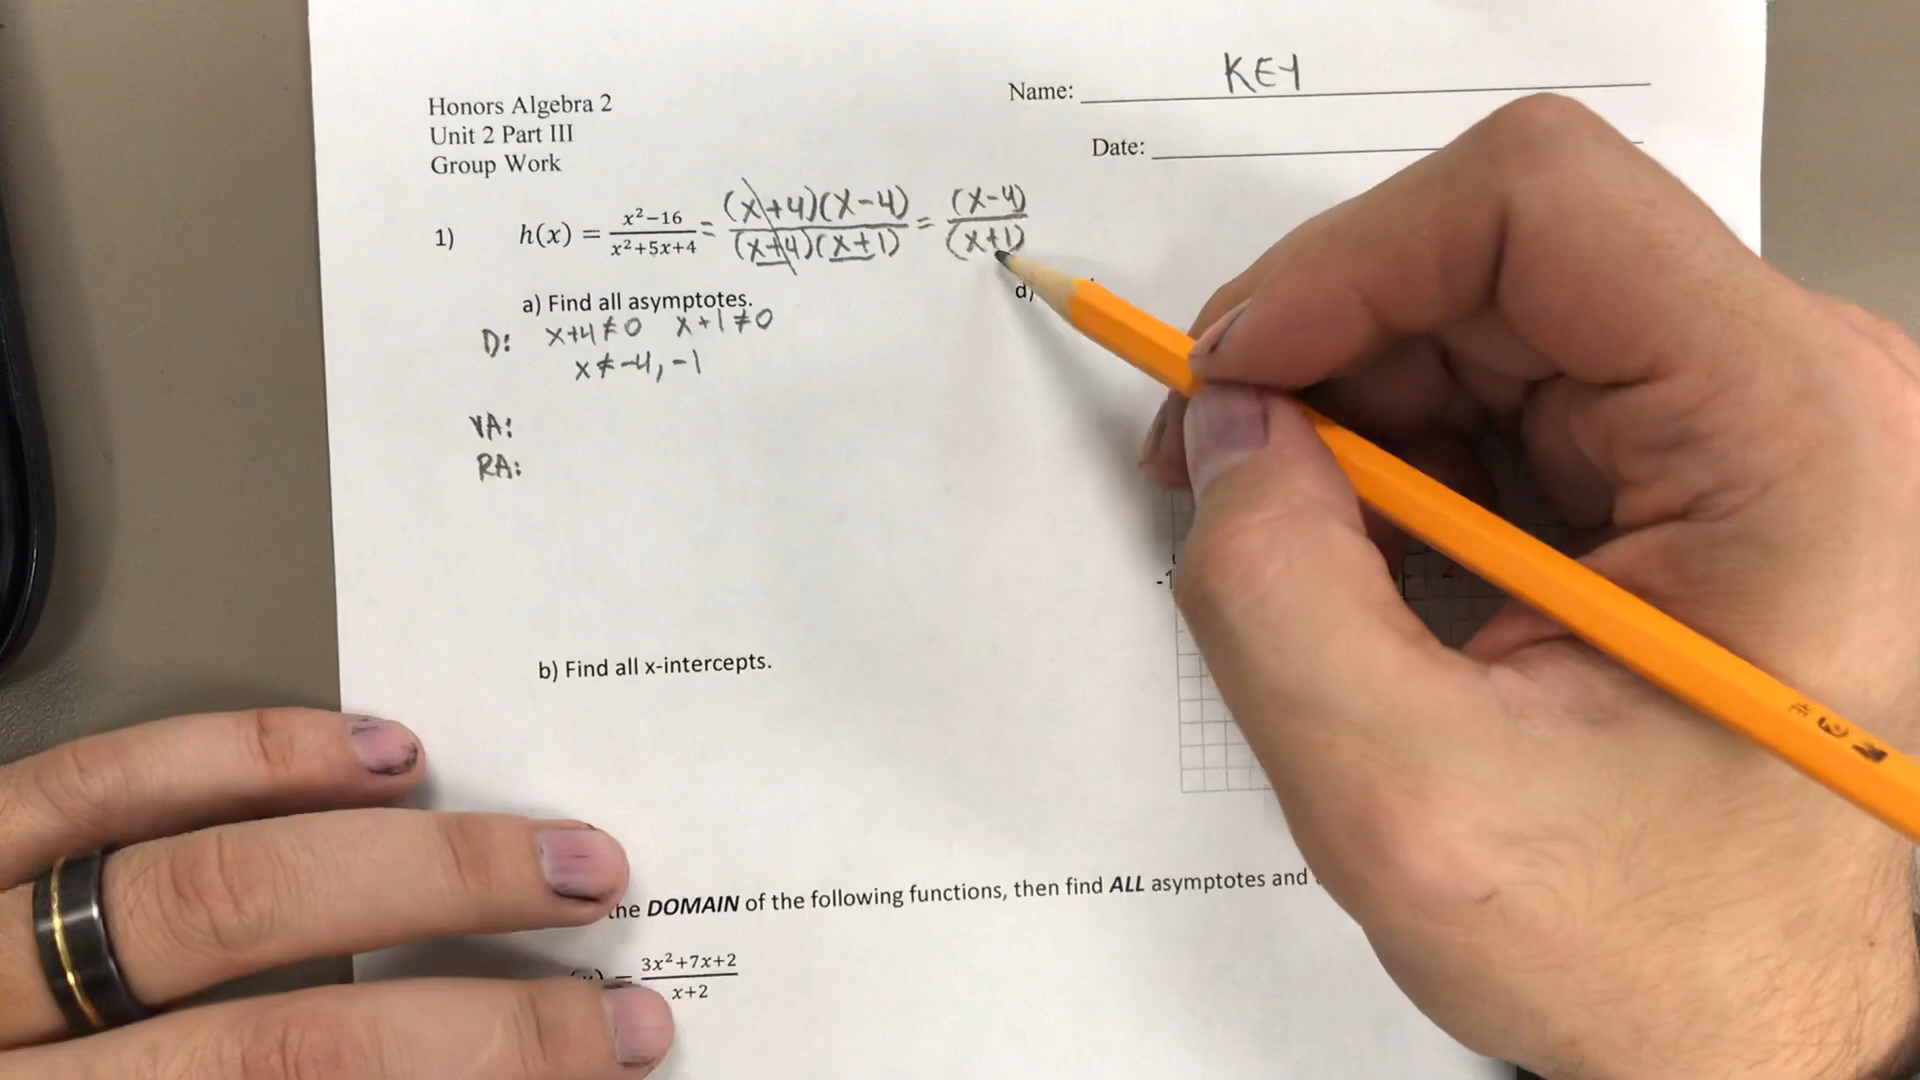 Honors Algebra 2
Unit 2 Part III
Group Work
Name: KEY
Date:
1) h(x) = x²−16 / x²+5x+4 = (x+4)(x-4) / (x+4)(x+1) = (x-4) / (x+1)
a) Find all asymptotes.
d)
D: x+4≠0 x+1≠0
x≠-4, -1
VA:
RA:
-1
2
b) Find all x-intercepts.
the DOMAIN of the following functions, then find ALL asymptotes and
= 3x²+7x+2 / x+2